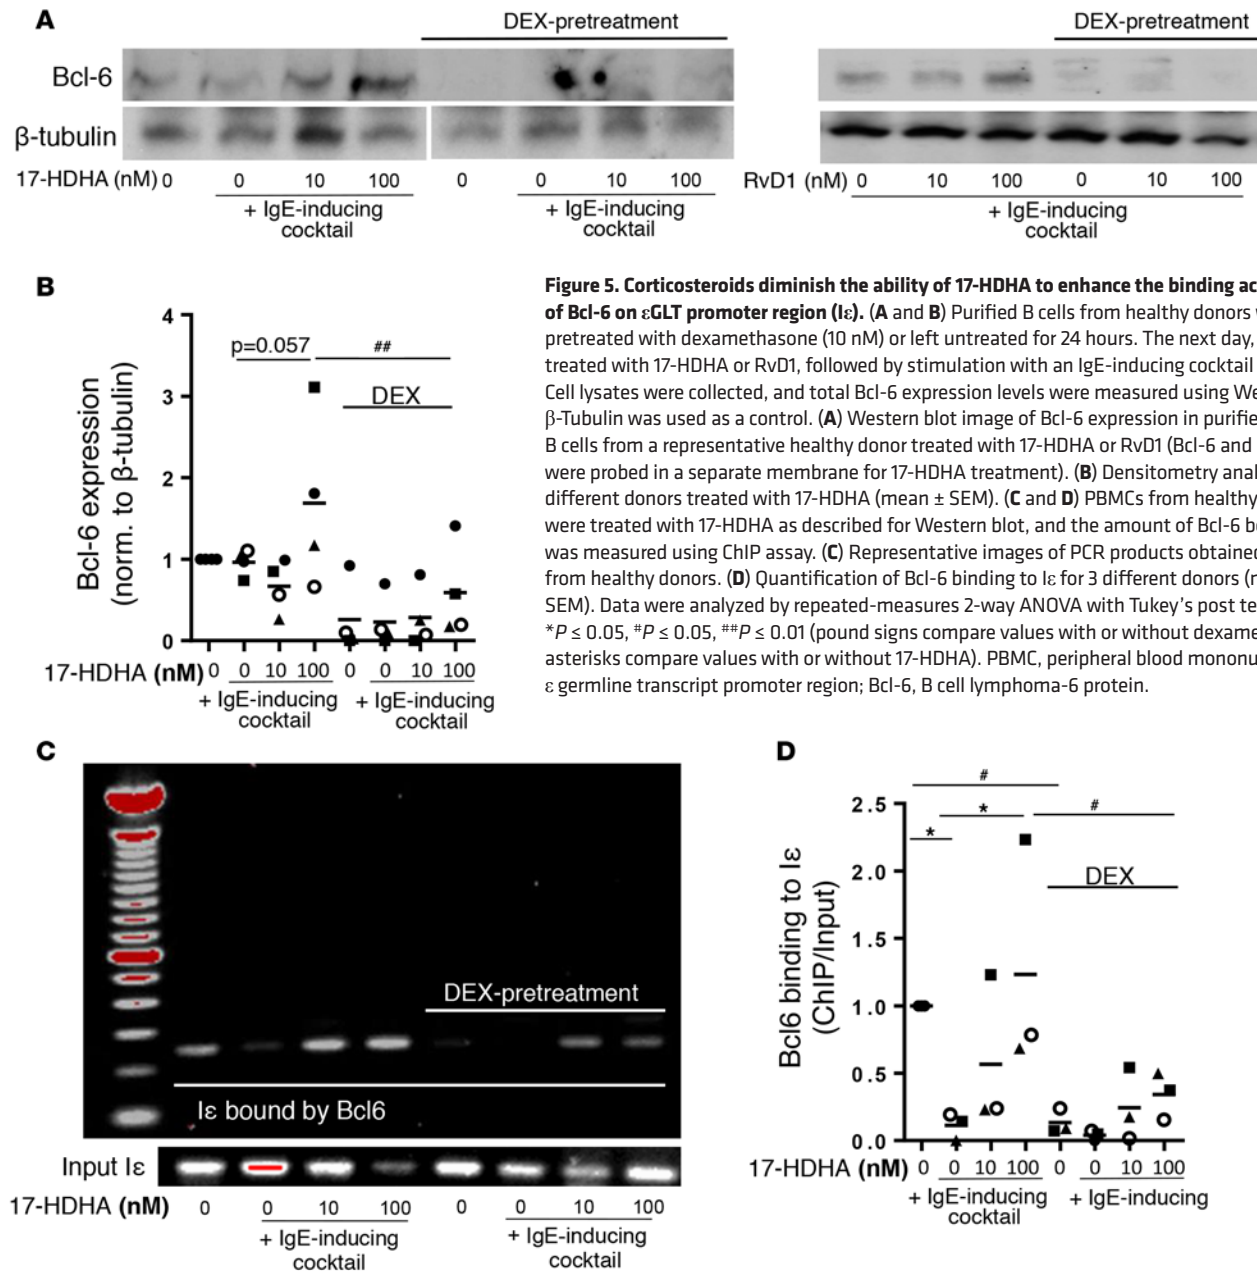 A
DEX-pretreatment
DEX-pretreatment
Bcl-6
β-tubulin
17-HDHA (nM) 0 0 10 100 0 0 10 100
+ IgE-inducing
cocktail
+ IgE-inducing
cocktail
RvD1 (nM) 0 10 100 0 10 100
+ IgE-inducing
cocktail
B
Bcl-6 expression
(norm. to β-tubulin)
4
3
2
1
0
p=0.057
##
DEX
17-HDHA (nM) 0 0 10 100 0 0 10 100
+ IgE-inducing
cocktail
+ IgE-inducing
cocktail
Figure 5. Corticosteroids diminish the ability of 17-HDHA to enhance the binding ac
of Bcl-6 on εGLT promoter region (Iε). (A and B) Purified B cells from healthy donors
pretreated with dexamethasone (10 nM) or left untreated for 24 hours. The next day,
treated with 17-HDHA or RvD1, followed by stimulation with an IgE-inducing cocktail
Cell lysates were collected, and total Bcl-6 expression levels were measured using We
β-Tubulin was used as a control. (A) Western blot image of Bcl-6 expression in purifie
B cells from a representative healthy donor treated with 17-HDHA or RvD1 (Bcl-6 and
were probed in a separate membrane for 17-HDHA treatment). (B) Densitometry anal
different donors treated with 17-HDHA (mean ± SEM). (C and D) PBMCs from healthy
were treated with 17-HDHA as described for Western blot, and the amount of Bcl-6 b
was measured using ChIP assay. (C) Representative images of PCR products obtained
from healthy donors. (D) Quantification of Bcl-6 binding to Iε for 3 different donors (
SEM). Data were analyzed by repeated-measures 2-way ANOVA with Tukey's post te
*P ≤ 0.05, #P ≤ 0.05, ##P ≤ 0.01 (pound signs compare values with or without dexame
asterisks compare values with or without 17-HDHA). PBMC, peripheral blood mononu
ε germline transcript promoter region; Bcl-6, B cell lymphoma-6 protein.
C
DEX-pretreatment
Iε bound by Bcl6
Input Iε
17-HDHA (nM) 0 0 10 100 0 0 10 100
+ IgE-inducing
cocktail
+ IgE-inducing
cocktail
D
Bcl6 binding to Iε
(ChIP/Input)
2.5
2.0
1.5
1.0
0.5
0.0
#
*
*
#
DEX
17-HDHA (nM) 0 0 10 100 0 0 10 100
+ IgE-inducing
cocktail
+ IgE-inducing